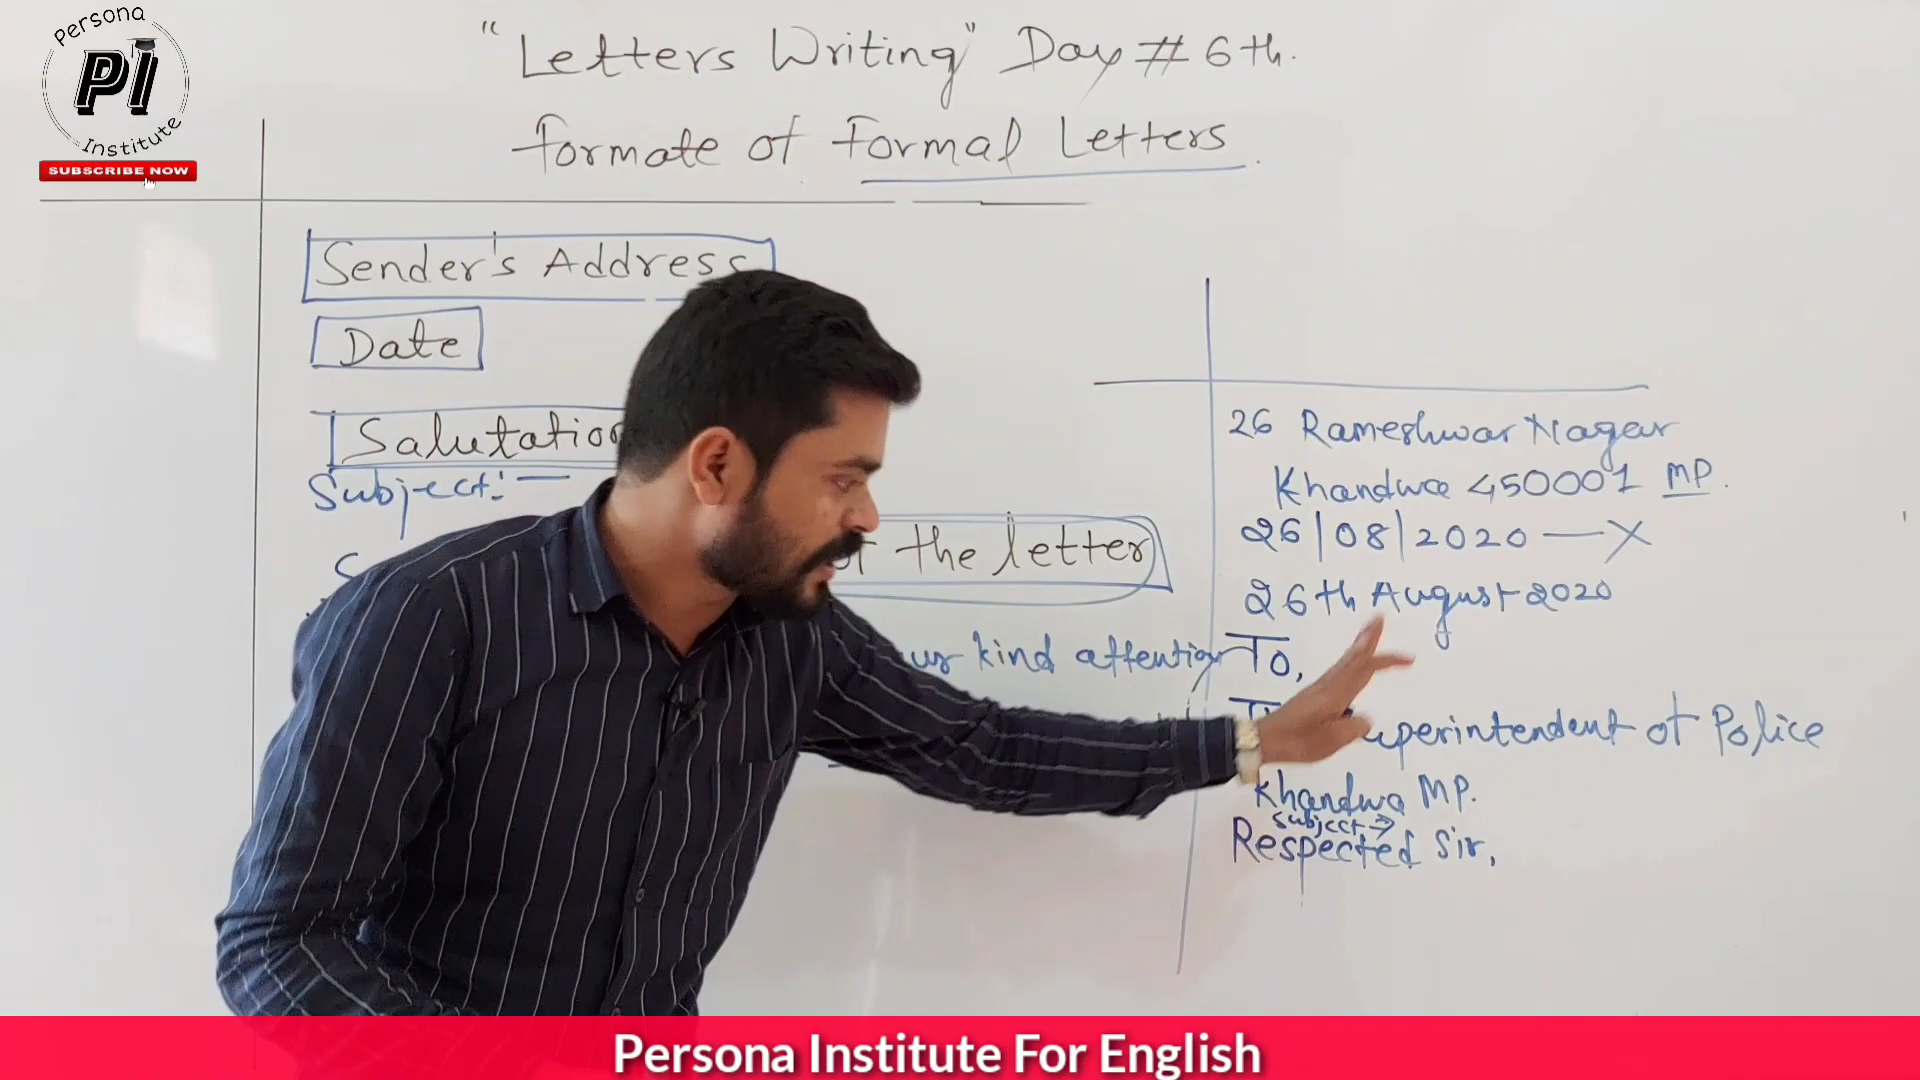 Persona
PI
Institute
SUBSCRIBE NOW
"Letters Writing" Day # 6th.
formate of Formal Letters.
Sender's Address
Date
Salutation
Subject:—
the letter
kind attention
26 Rameshwar Nagar
Khandwa 450001 MP.
26/08/2020 — X
26th August 2020
To,
Superintendent of Police
Khandwa MP.
Subject →
Respected Sir,
Persona Institute For English